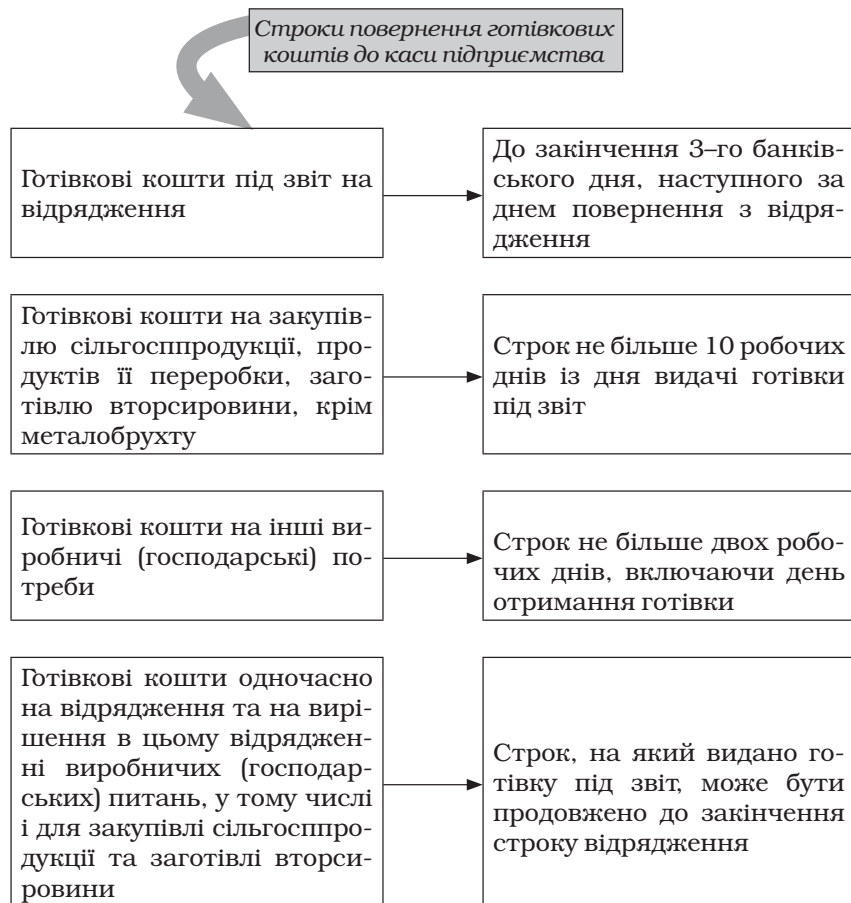 Строки повернення готівкових
коштів до каси підприємства
Готівкові кошти під звіт на
відрядження
До закінчення 3–го банків-
ського дня, наступного за
днем повернення з відря-
дження
Готівкові кошти на закупів-
лю сільгосппродукції, про-
дуктів її переробки, заго-
тівлю вторсировини, крім
металобрухту
Строк не більше 10 робочих
днів із дня видачі готівки
під звіт
Готівкові кошти на інші ви-
робничі (господарські) по-
треби
Строк не більше двох робо-
чих днів, включаючи день
отримання готівки
Готівкові кошти одночасно
на відрядження та на вирі-
шення в цьому відряджен-
ні виробничих (господар-
ських) питань, у тому числі
і для закупівлі сільгосппро-
дукції та заготівлі вторси-
ровини
Строк, на який видано го-
тівку під звіт, може бути
продовжено до закінчення
строку відрядження